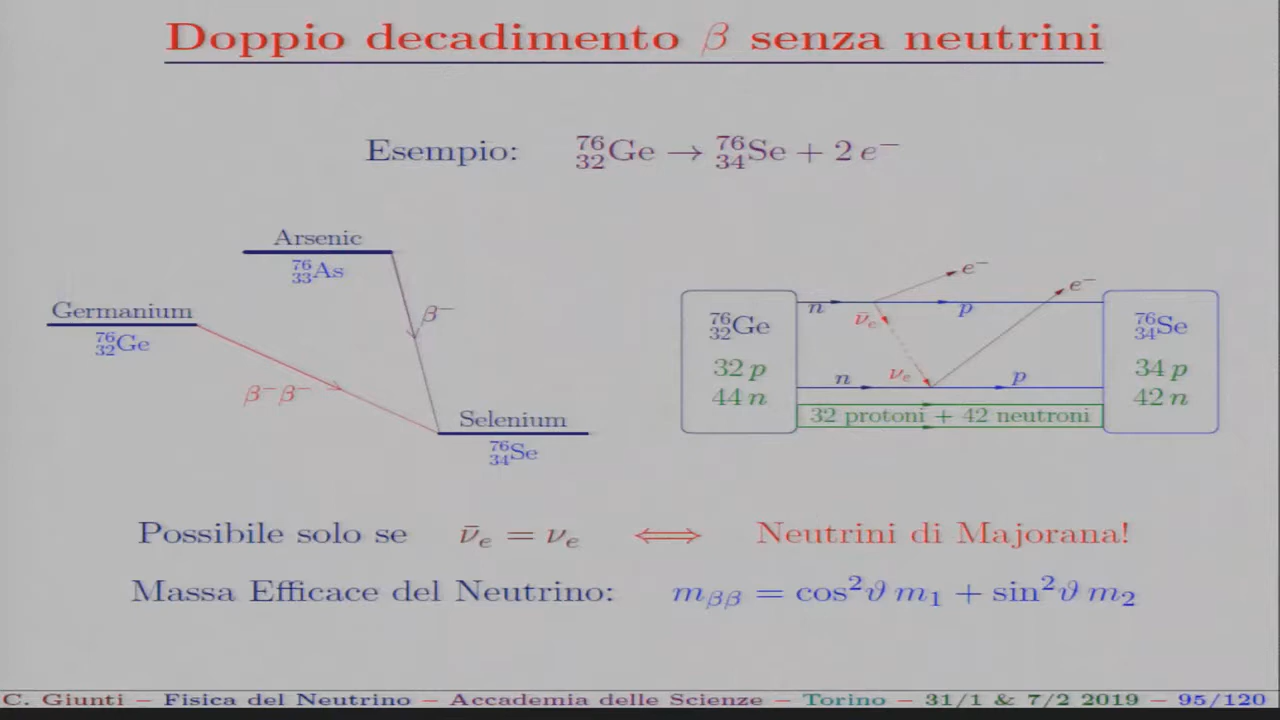 Doppio decadimento β senza neutrini
Esempio: ⁷⁶₃₂Ge → ⁷⁶₃₄Se + 2 e⁻
Arsenic
⁷⁶₃₃As
Germanium
⁷⁶₃₂Ge
β⁻
β⁻β⁻
Selenium
⁷⁶₃₄Se
⁷⁶₃₂Ge
32 p
44 n
n
p
e⁻
e⁻
ν̄ₑ
νₑ
n
p
32 protoni + 42 neutroni
⁷⁶₃₄Se
34 p
42 n
Possibile solo se ν̄ₑ = νₑ ⟺ Neutrini di Majorana!
Massa Efficace del Neutrino: m_ββ = cos²ϑ m₁ + sin²ϑ m₂
C. Giunti − Fisica del Neutrino − Accademia delle Scienze − Torino − 31/1 & 7/2 2019 − 95/120